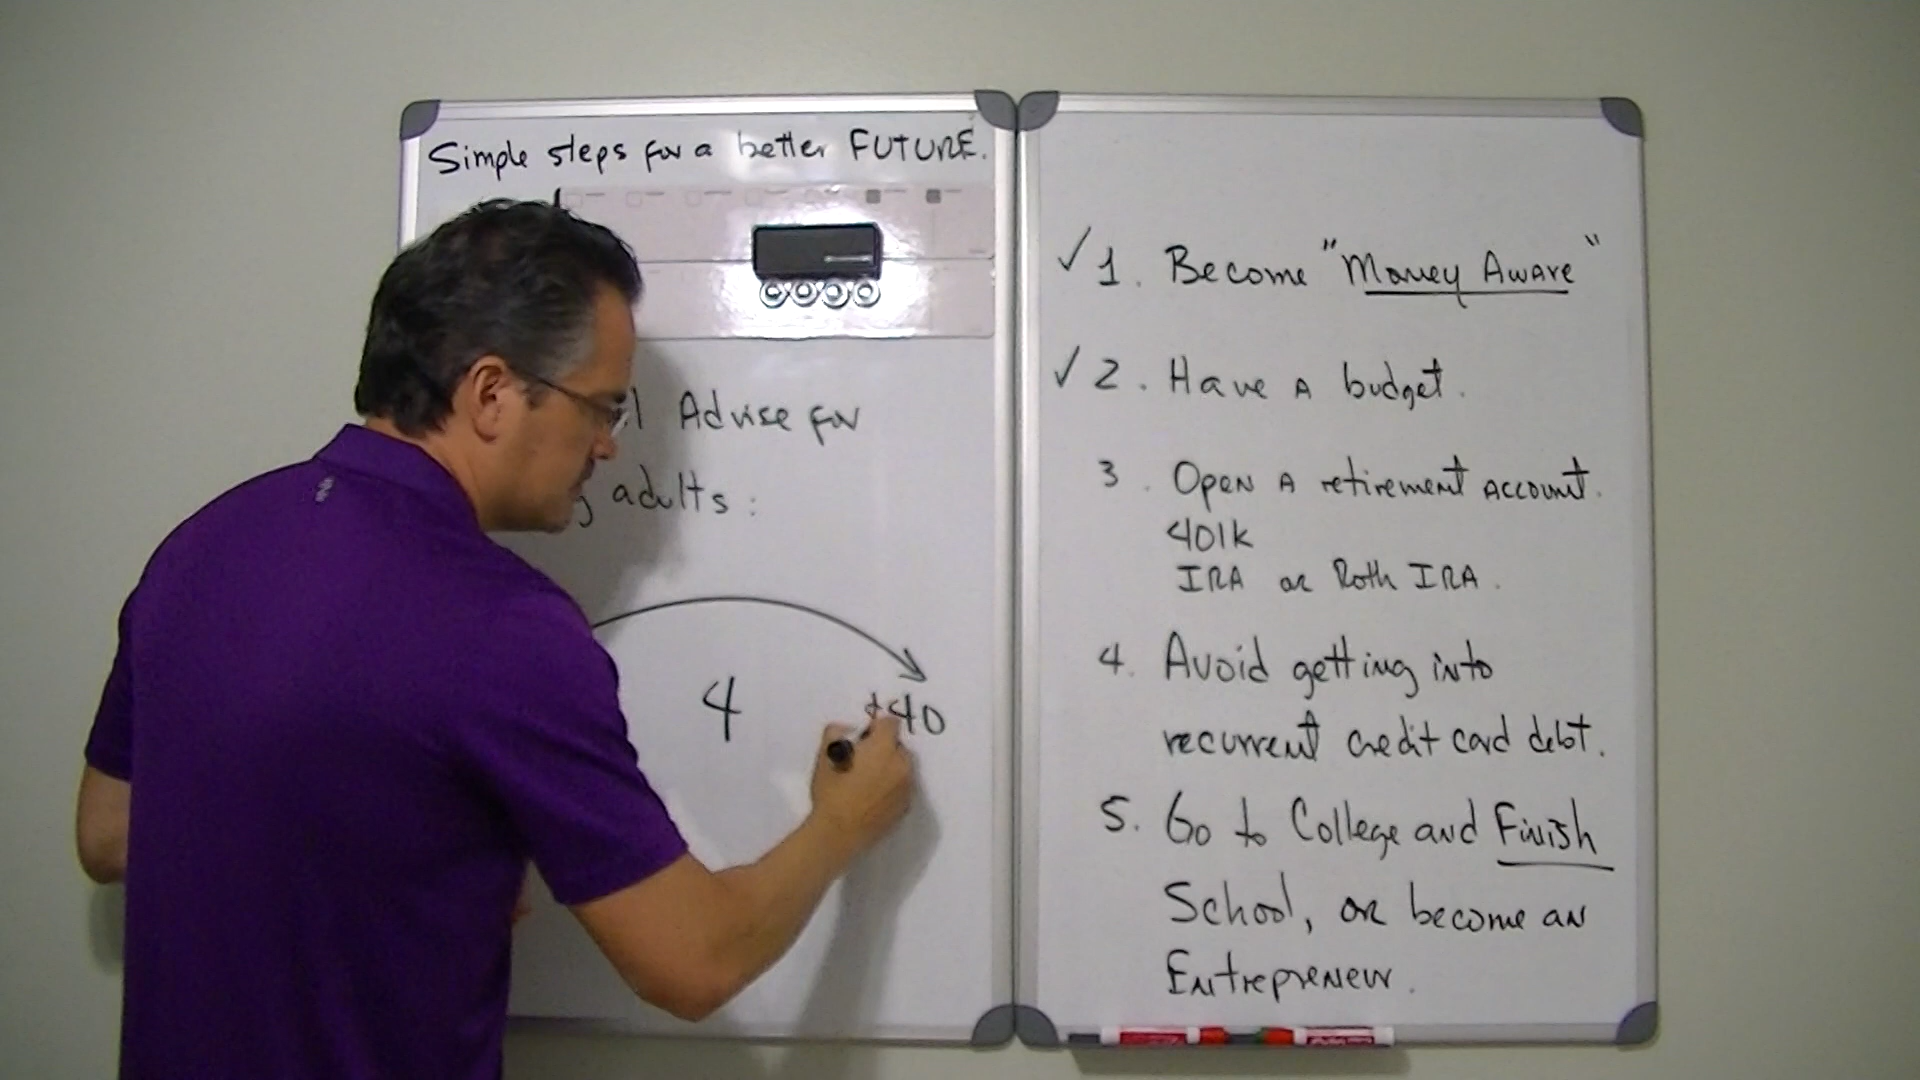 Simple steps for a better FUTURE.
Advise for
adults:
4
+40
✓ 1. Become "Money Aware"
✓ 2. Have A budget.
3. Open A retirement Account.
401k
IRA or Roth IRA.
4. Avoid getting into
recurrent credit card debt.
5. Go to College and Finish
School, or become an
Entrepreneur.